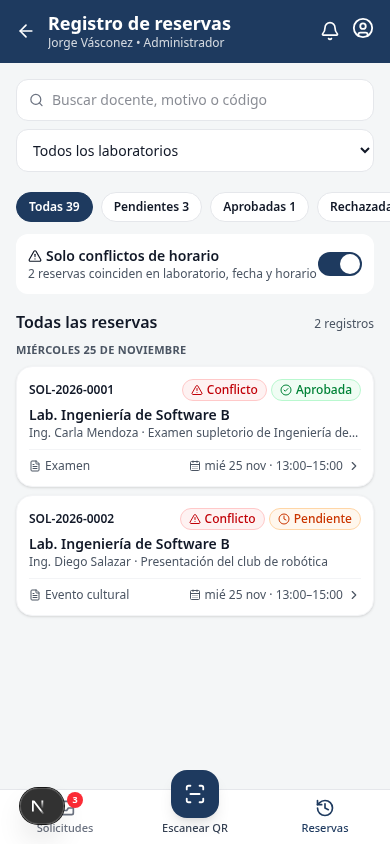 Registro de reservas
Jorge Vásconez • Administrador
Buscar docente, motivo o código
Todos los laboratorios
Todas 39
Pendientes 3
Aprobadas 1
Rechazada
Solo conflictos de horario
2 reservas coinciden en laboratorio, fecha y horario
Todas las reservas
2 registros
MIÉRCOLES 25 DE NOVIEMBRE
SOL-2026-0001
Conflicto
Aprobada
Lab. Ingeniería de Software B
Ing. Carla Mendoza · Examen supletorio de Ingeniería de...
Examen
mié 25 nov · 13:00–15:00
SOL-2026-0002
Conflicto
Pendiente
Lab. Ingeniería de Software B
Ing. Diego Salazar · Presentación del club de robótica
Evento cultural
mié 25 nov · 13:00–15:00
N
3
Solicitudes
Escanear QR
Reservas